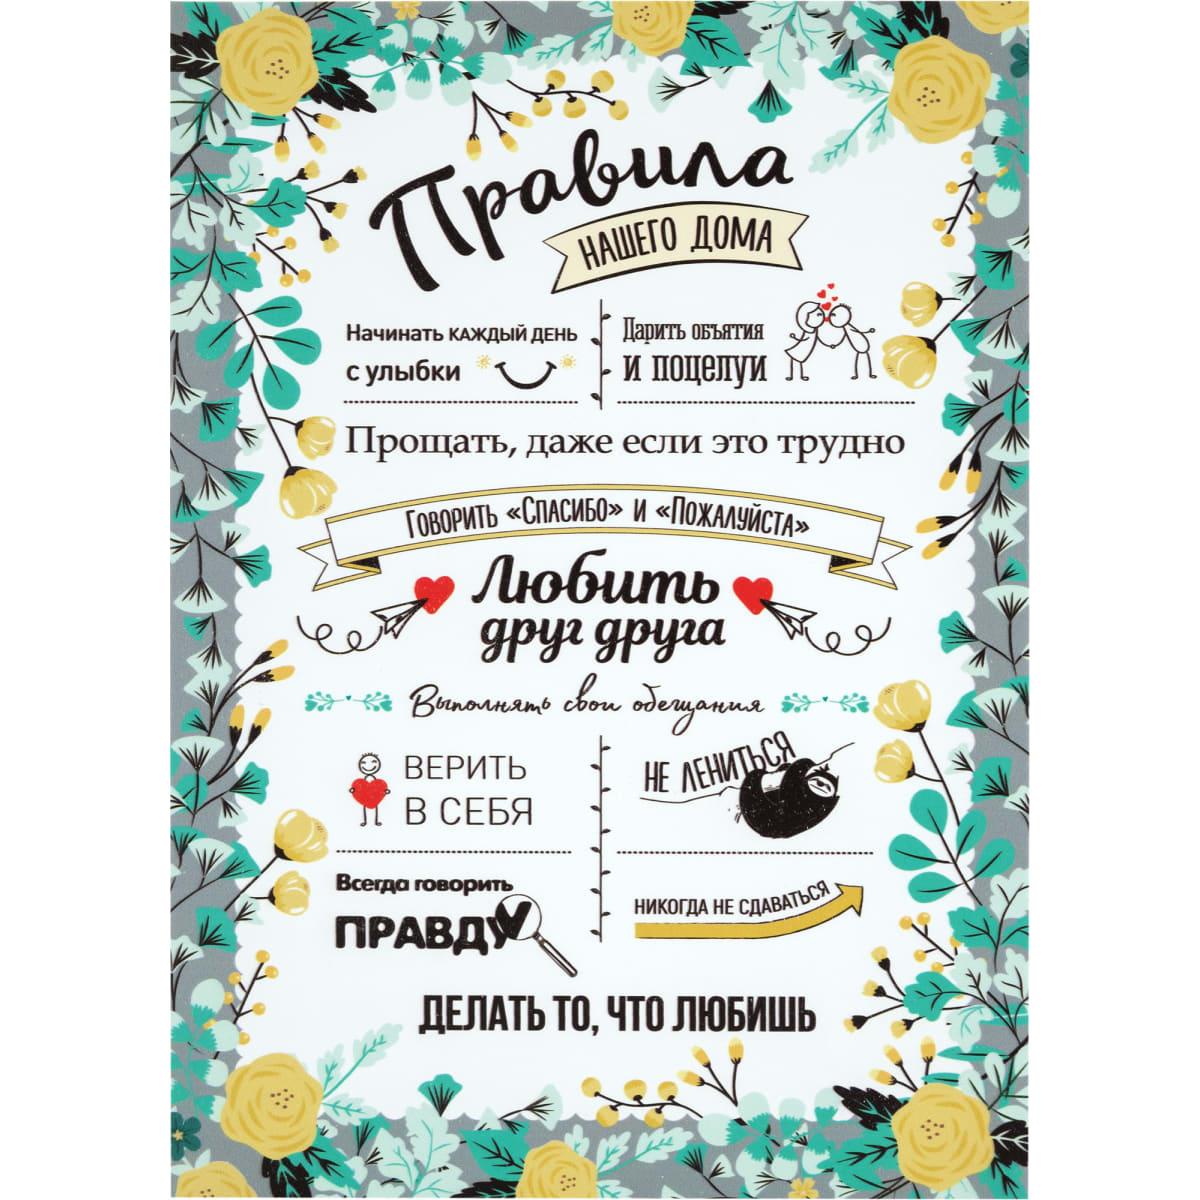 Правила
НАШЕГО ДОМА
Начинать КАЖДЫЙ ДЕНЬ
с улыбки
Дарить объятия
и поцелуи
Прощать, даже если это трудно
Говорить «Спасибо» и «Пожалуйста»
Любить
друг друга
Выполнять свои обещания
ВЕРИТЬ
В СЕБЯ
НЕ ЛЕНИТЬСЯ
Всегда говорить
ПРАВДУ
НИКОГДА НЕ СДАВАТЬСЯ
ДЕЛАТЬ ТО, ЧТО ЛЮБИШЬ